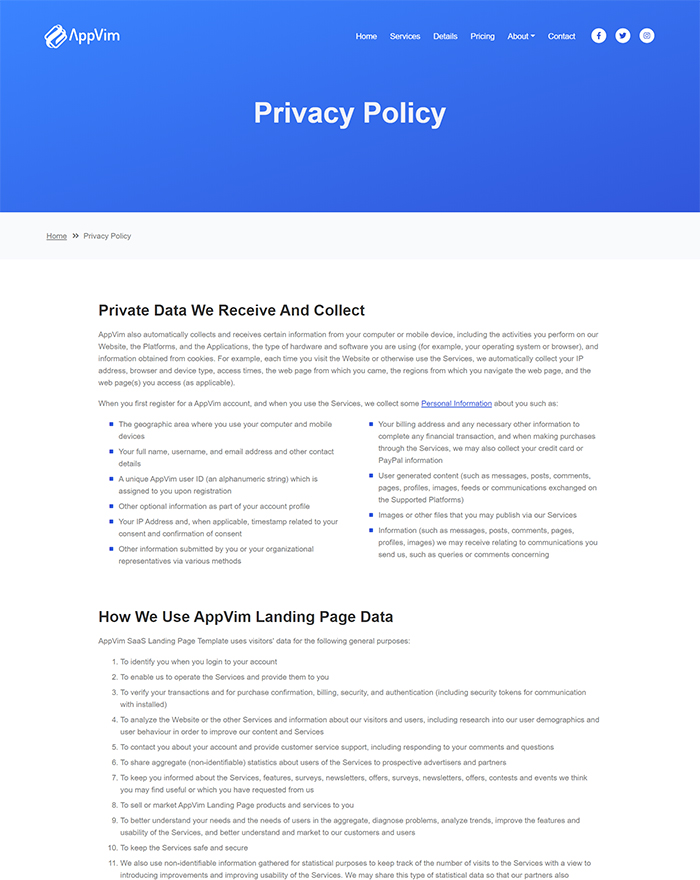 AppVim
Home Services Details Pricing About Contact
Privacy Policy
Home » Privacy Policy
Private Data We Receive And Collect
AppVim also automatically collects and receives certain information from your computer or mobile device, including the activities you perform on our
Website, the Platforms, and the Applications, the type of hardware and software you are using (for example, your operating system or browser), and
information obtained from cookies. For example, each time you visit the Website or otherwise use the Services, we automatically collect your IP
address, browser and device type, access times, the web page from which you came, the regions from which you navigate the web page, and the
web page(s) you access (as applicable).
When you first register for a AppVim account, and when you use the Services, we collect some Personal Information about you such as:
The geographic area where you use your computer and mobile
devices
Your full name, username, and email address and other contact
details
A unique AppVim user ID (an alphanumeric string) which is
assigned to you upon registration
Other optional information as part of your account profile
Your IP Address and, when applicable, timestamp related to your
consent and confirmation of consent
Other information submitted by you or your organizational
representatives via various methods
Your billing address and any necessary other information to
complete any financial transaction, and when making purchases
through the Services, we may also collect your credit card or
PayPal information
User generated content (such as messages, posts, comments,
pages, profiles, images, feeds or communications exchanged on
the Supported Platforms)
Images or other files that you may publish via our Services
Information (such as messages, posts, comments, pages,
profiles, images) we may receive relating to communications you
send us, such as queries or comments concerning
How We Use AppVim Landing Page Data
AppVim SaaS Landing Page Template uses visitors' data for the following general purposes:
1. To identify you when you login to your account
2. To enable us to operate the Services and provide them to you
3. To verify your transactions and for purchase confirmation, billing, security, and authentication (including security tokens for communication
with installed)
4. To analyze the Website or the other Services and information about our visitors and users, including research into our user demographics and
user behaviour in order to improve our content and Services
5. To contact you about your account and provide customer service support, including responding to your comments and questions
6. To share aggregate (non-identifiable) statistics about users of the Services to prospective advertisers and partners
7. To keep you informed about the Services, features, surveys, newsletters, offers, surveys, newsletters, offers, contests and events we think
you may find useful or which you have requested from us
8. To sell or market AppVim Landing Page products and services to you
9. To better understand your needs and the needs of users in the aggregate, diagnose problems, analyze trends, improve the features and
usability of the Services, and better understand and market to our customers and users
10. To keep the Services safe and secure
11. We also use non-identifiable information gathered for statistical purposes to keep track of the number of visits to the Services with a view to
introducing improvements and improving usability of the Services. We may share this type of statistical data so that our partners also